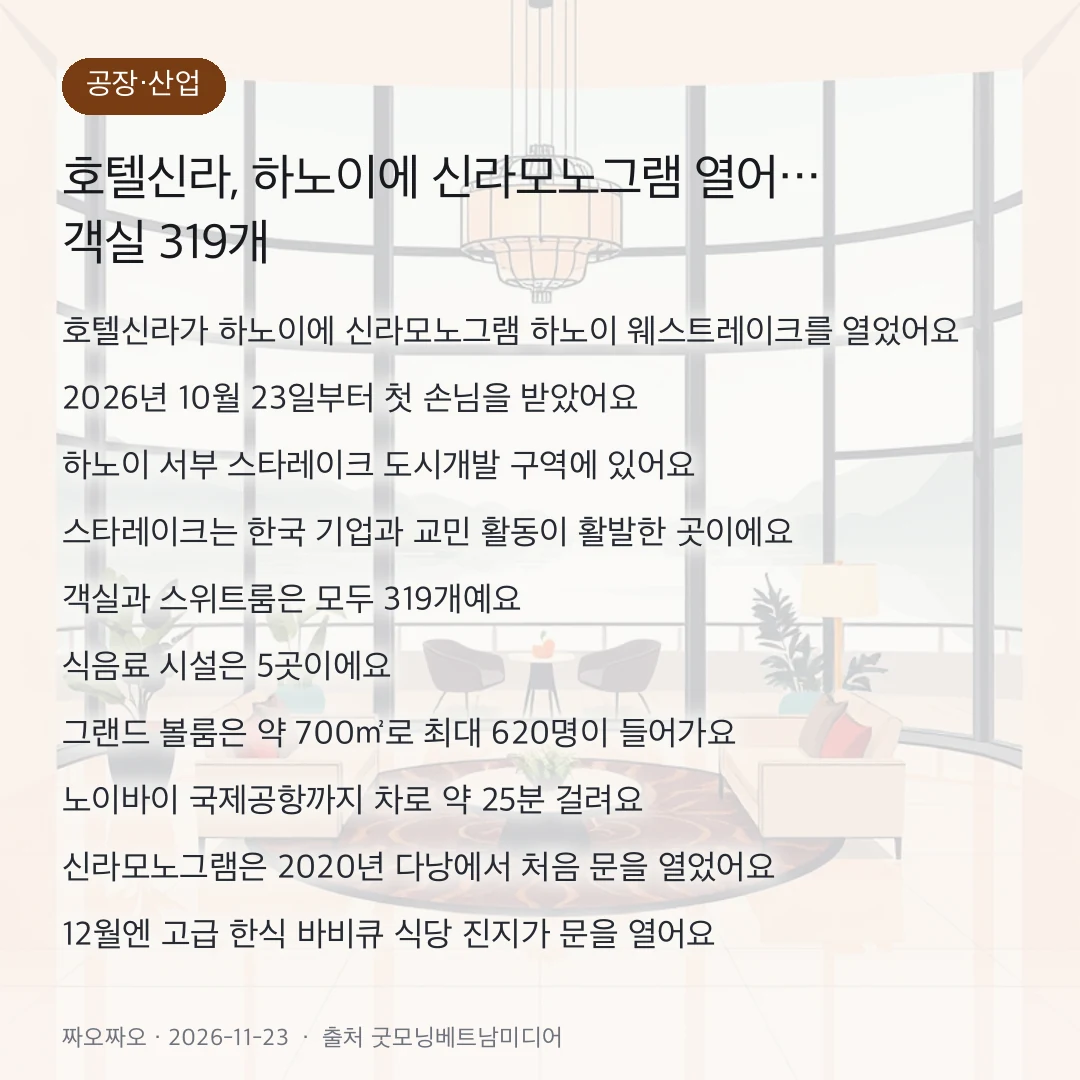 공장·산업
호텔신라, 하노이에 신라모노그램 열어…
객실 319개
호텔신라가 하노이에 신라모노그램 하노이 웨스트레이크를 열었어요
2026년 10월 23일부터 첫 손님을 받았어요
하노이 서부 스타레이크 도시개발 구역에 있어요
스타레이크는 한국 기업과 교민 활동이 활발한 곳이에요
객실과 스위트룸은 모두 319개예요
식음료 시설은 5곳이에요
그랜드 볼룸은 약 700㎡로 최대 620명이 들어가요
노이바이 국제공항까지 차로 약 25분 걸려요
신라모노그램은 2020년 다낭에서 처음 문을 열었어요
12월엔 고급 한식 바비큐 식당 진지가 문을 열어요
짜오짜오 · 2026-11-23 · 출처 굿모닝베트남미디어